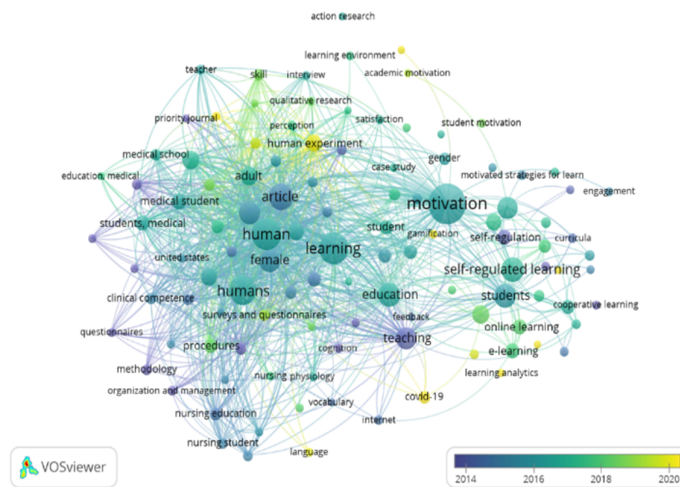 action research
learning environment
academic motivation
teacher
skill
interview
qualitative research
priority journal
perception
satisfaction
student motivation
human experiment
medical school
case study
gender
education, medical
adult
motivated strategies for learn
engagement
medical student
article
motivation
students, medical
human
student
gamification
self-regulation
curricula
learning
united states
female
self-regulated learning
clinical competence
humans
education
students
cooperative learning
surveys and questionnaires
feedback
online learning
questionnaires
procedures
cognition
teaching
e-learning
methodology
nursing
physiology
learning analytics
organization and management
vocabulary
covid-19
nursing education
internet
nursing student
language
VOSviewer
2014 2016 2018 2020